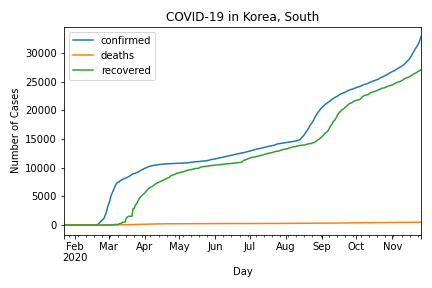 COVID-19 in Korea, South
confirmed
deaths
recovered
Number of Cases
30000
25000
20000
15000
10000
5000
0
Feb Mar Apr May Jun Jul Aug Sep Oct Nov
2020
Day